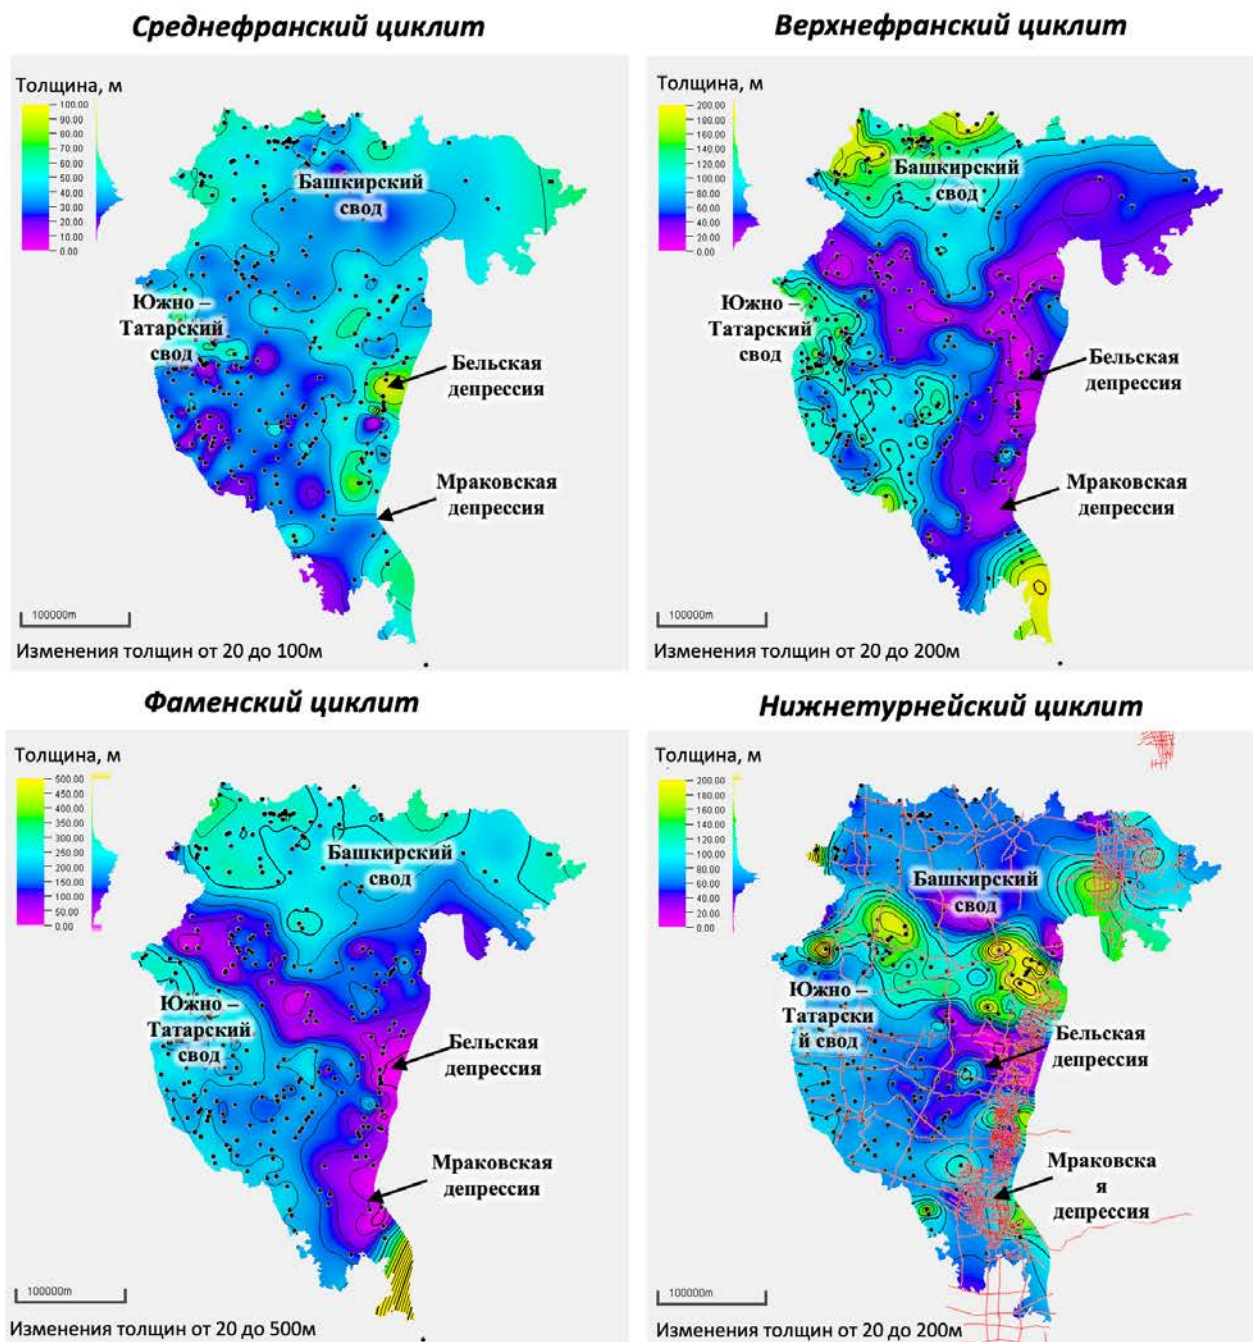 Среднефранский циклит
Толщина, м
100.00
90.00
80.00
70.00
60.00
50.00
40.00
30.00
20.00
10.00
0.00
Башкирский
свод
Южно –
Татарский
свод
Бельская
депрессия
Мраковская
депрессия
100000m
Изменения толщин от 20 до 100м
Верхнефранский циклит
Толщина, м
200.00
180.00
160.00
140.00
120.00
100.00
80.00
60.00
40.00
20.00
0.00
Башкирский
свод
Южно –
Татарский
свод
Бельская
депрессия
Мраковская
депрессия
100000m
Изменения толщин от 20 до 200м
Фаменский циклит
Толщина, м
500.00
450.00
400.00
350.00
300.00
250.00
200.00
150.00
100.00
50.00
0.00
Башкирский
свод
Южно –
Татарский
свод
Бельская
депрессия
Мраковская
депрессия
100000m
Изменения толщин от 20 до 500м
Нижнетурнейский циклит
Толщина, м
200.00
180.00
160.00
140.00
120.00
100.00
80.00
60.00
40.00
20.00
0.00
Башкирский
свод
Южно –
Татарски
й свод
Бельская
депрессия
Мраковска
я
депрессия
100000m
Изменения толщин от 20 до 200м